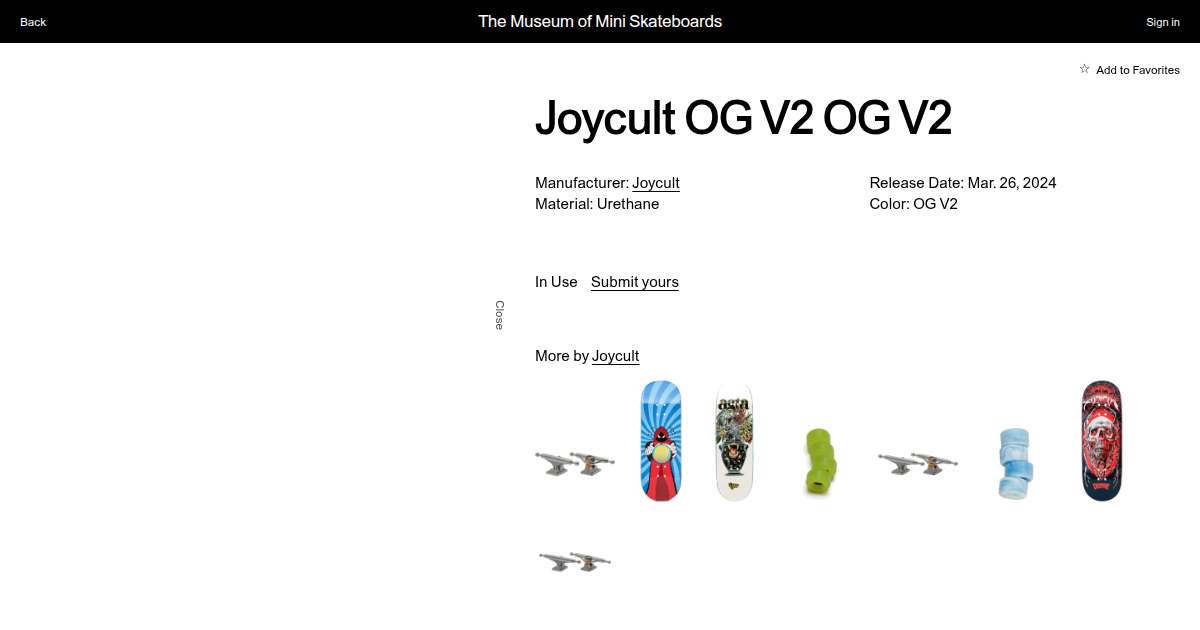 Back
The Museum of Mini Skateboards
Sign in
☆ Add to Favorites
Joycult OG V2 OG V2
Manufacturer: Joycult
Release Date: Mar. 26, 2024
Material: Urethane
Color: OG V2
In Use Submit yours
Close
More by Joycult
asta